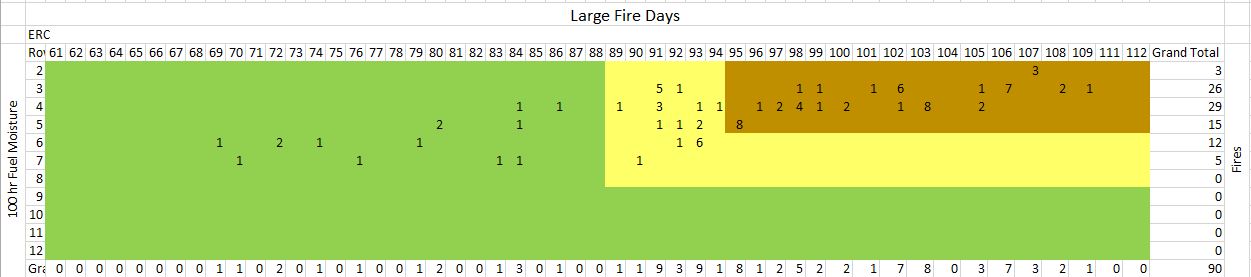 Large Fire Days
ERC
Rov 61 62 63 64 65 66 67 68 69 70 71 72 73 74 75 76 77 78 79 80 81 82 83 84 85 86 87 88 89 90 91 92 93 94 95 96 97 98 99 100 101 102 103 104 105 106 107 108 109 111 112 Grand Total
2 3 3
3 5 1 1 1 1 6 1 7 2 1 26
4 1 1 1 3 1 1 1 2 4 1 2 1 8 2 29
5 2 1 1 1 2 8 15
6 1 2 1 1 1 6 12
7 1 1 1 1 1 5
8 0
9 0
10 0
11 0
12 0
Gra 0 0 0 0 0 0 0 0 1 1 0 2 0 1 0 1 0 0 1 2 0 0 1 3 0 1 0 0 1 1 9 3 9 1 8 1 2 5 2 2 1 7 8 0 3 7 3 2 1 0 0 90
100 hr Fuel Moisture
Fires